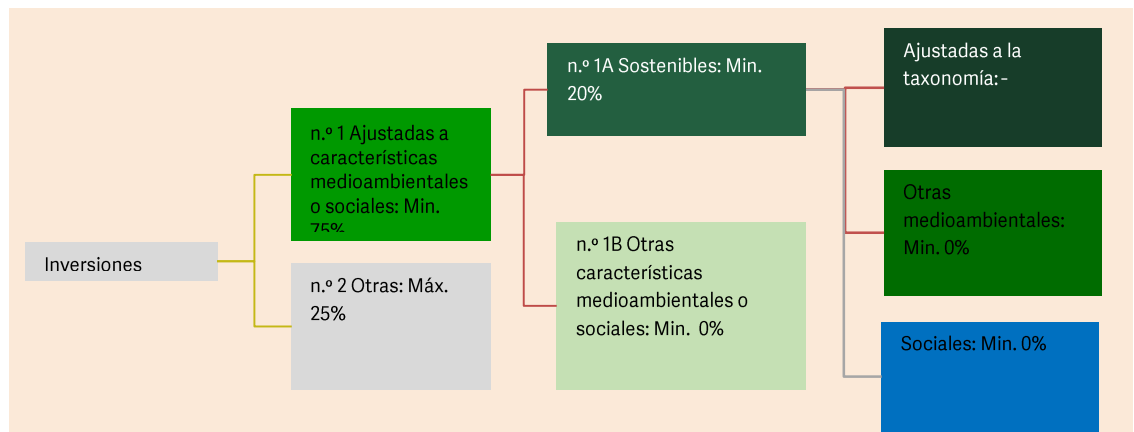 Inversiones
n.º 1 Ajustadas a
características
medioambientales
o sociales: Min.
75%
n.º 2 Otras: Máx.
25%
n.º 1A Sostenibles: Min.
20%
n.º 1B Otras
características
medioambientales o
sociales: Min.  0%
Ajustadas a la
taxonomía:-
Otras
medioambientales:
Min. 0%
Sociales: Min. 0%